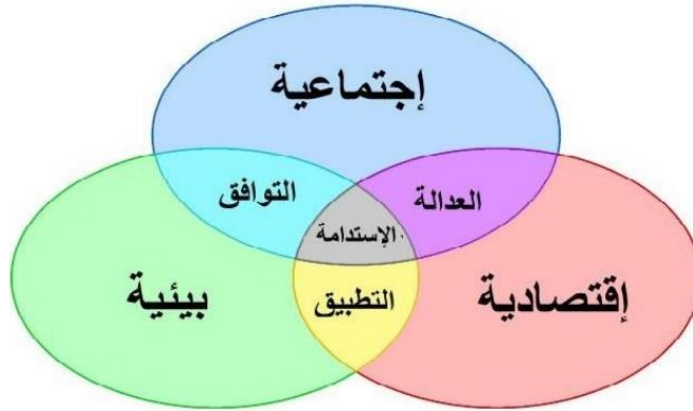 إجتماعية
العدالة
التوافق
الإستدامة.
إقتصادية
التطبيق
بيئية